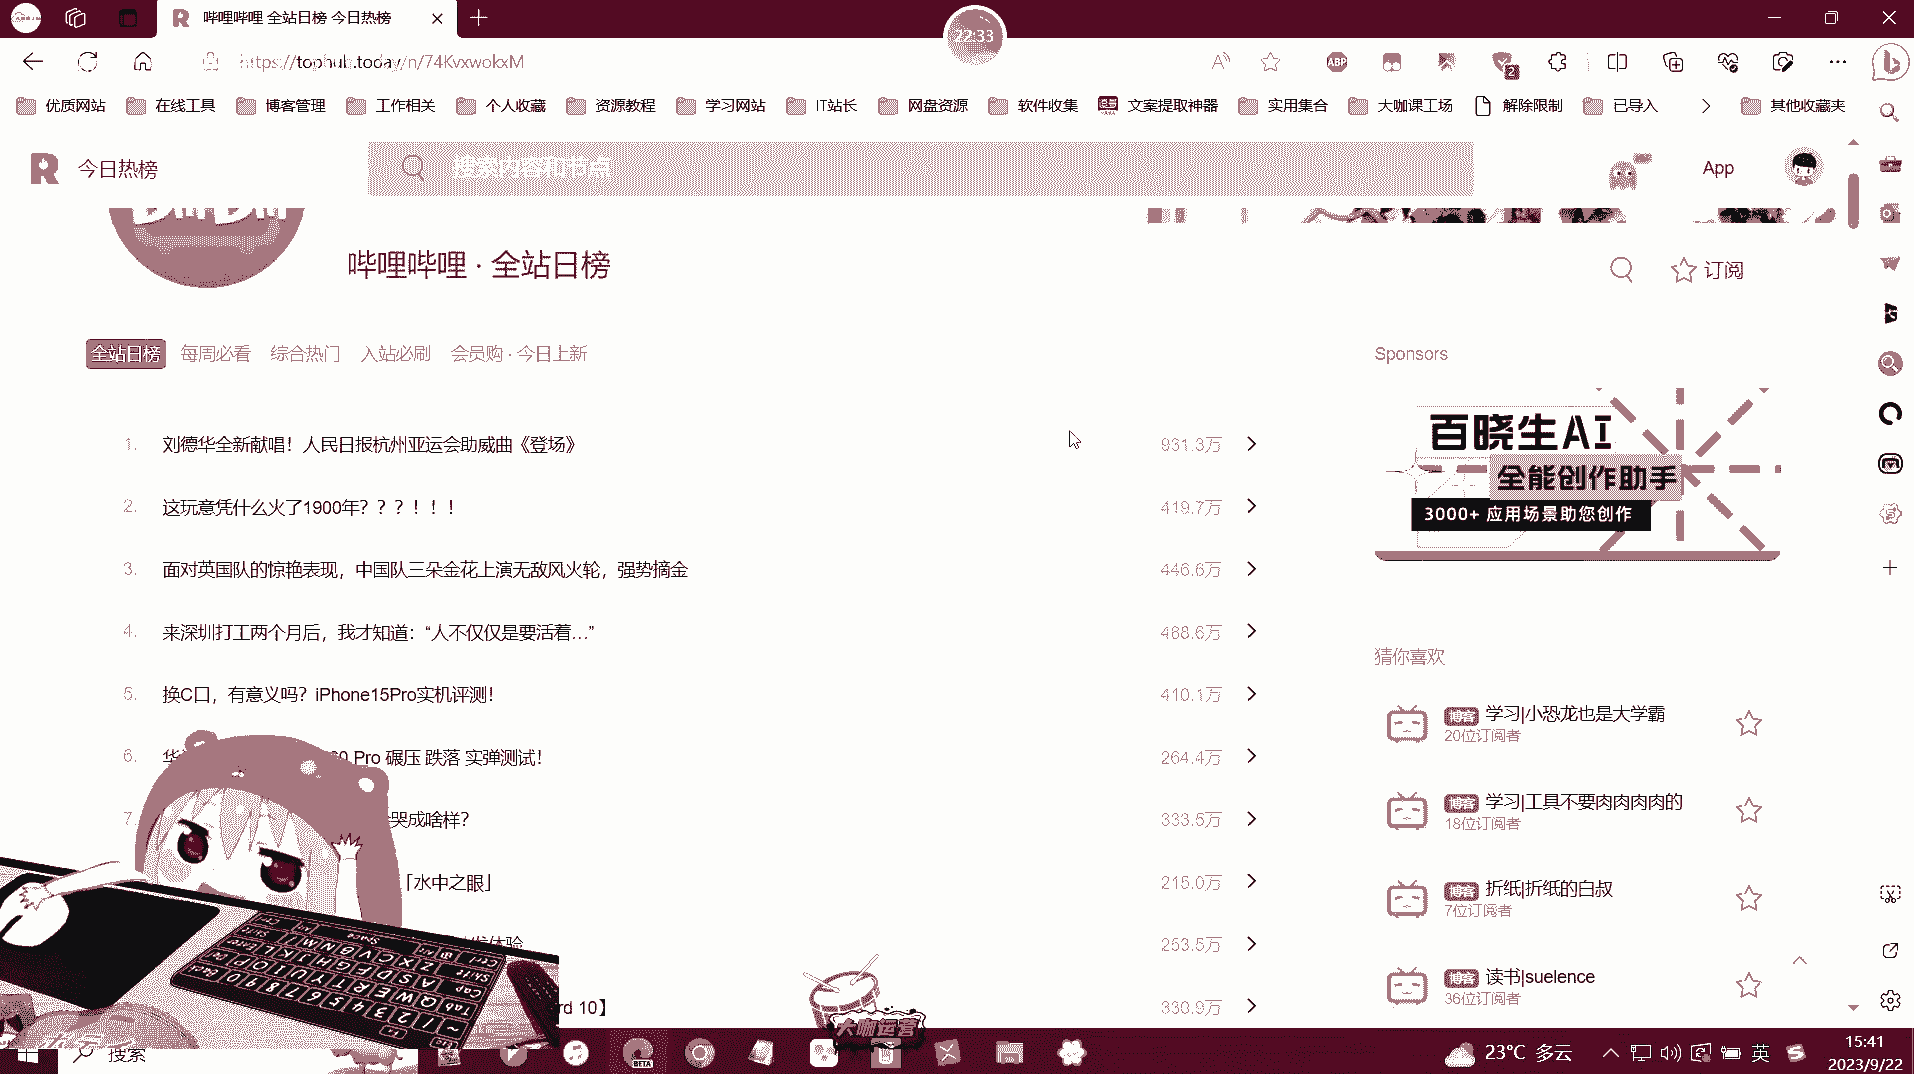 哔哩哔哩 全站日榜 今日热榜
22:33
https://tophub.today/n/74KvxwokxM
ABP
2
优质网站 在线工具 博客管理 工作相关 个人收藏 资源教程 学习网站 IT站长 网盘资源 软件收集 文案提取神器 实用集合 大咖课工场 解除限制 已导入 其他收藏夹
今日热榜
搜索内容和节点
App
哔哩哔哩 · 全站日榜
订阅
全站日榜 每周必看 综合热门 入站必刷 会员购 · 今日上新
Sponsors
1. 刘德华全新献唱！人民日报杭州亚运会助威曲《登场》 931.3万
2. 这玩意凭什么火了1900年？？？！！！ 419.7万
3. 面对英国队的惊艳表现，中国队三朵金花上演无敌风火轮，强势摘金 446.6万
4. 来深圳打工两个月后，我才知道：“人不仅仅是要活着...” 468.6万
5. 换C口，有意义吗？iPhone15Pro实机评测！ 410.1万
6. 华 0 Pro 碾压 跌落 实弹测试！ 264.4万
7. 哭成啥样? 333.5万
「水中之眼」 215.0万
体验 253.5万
rd 10】 330.9万
百晓生AI
全能创作助手
3000+ 应用场景助您创作
猜你喜欢
博客 学习|小恐龙也是大学霸
20位订阅者
博客 学习|工具不要肉肉肉肉的
18位订阅者
博客 折纸|折纸的白叔
7位订阅者
博客 读书|suelence
36位订阅者
大咖运营
搜索
BETA
23°C 多云
英
15:41
2023/9/22